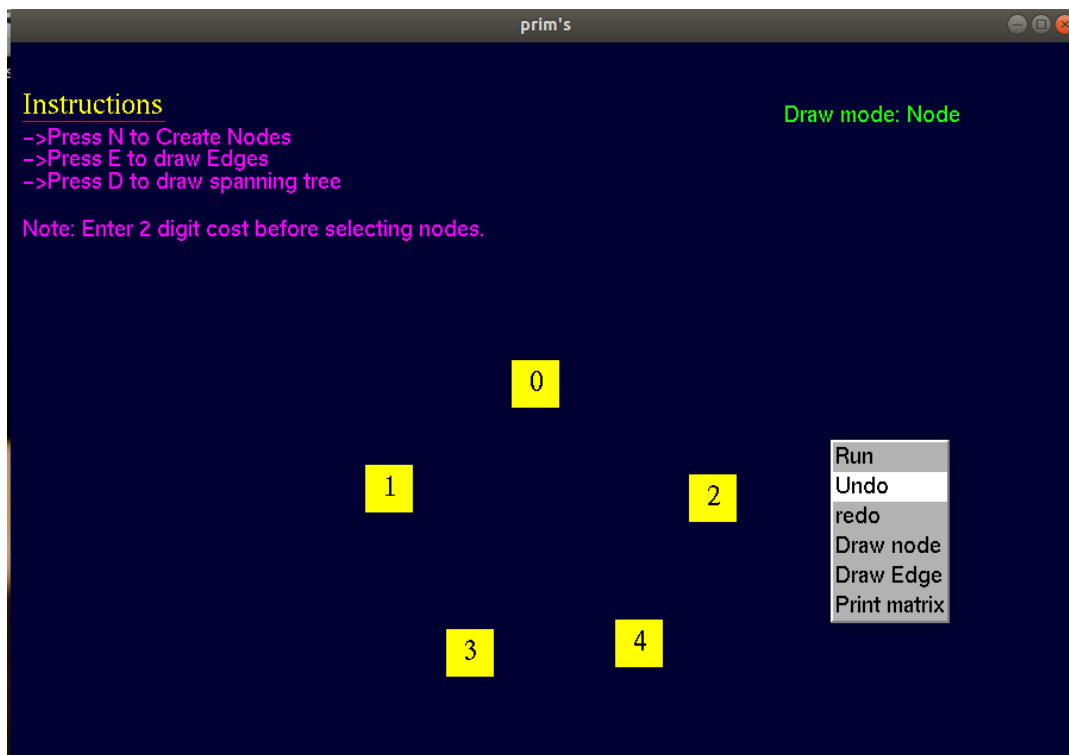 prim's
Instructions
Draw mode: Node
->Press N to Create Nodes
->Press E to draw Edges
->Press D to draw spanning tree
Note: Enter 2 digit cost before selecting nodes.
0
1
2
3
4
Run
Undo
redo
Draw node
Draw Edge
Print matrix